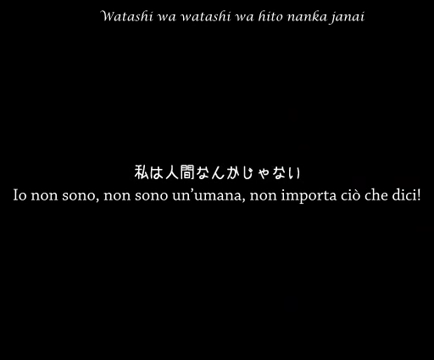 Watashi wa watashi wa hito nanka janai
私は人間なんかじゃない
Io non sono, non sono un'umana, non importa ciò che dici!